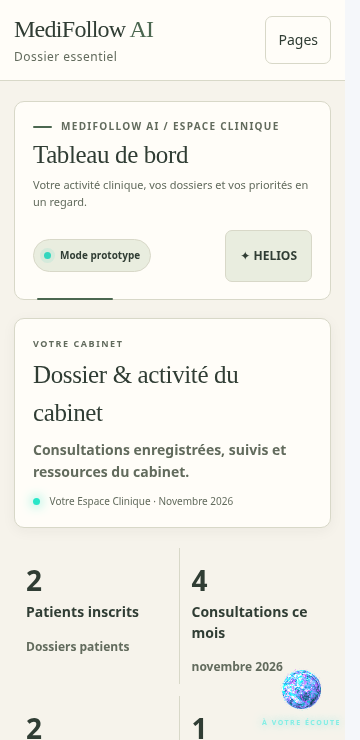 MediFollow AI
Dossier essentiel
Pages
MEDIFOLLOW AI / ESPACE CLINIQUE
Tableau de bord
Votre activité clinique, vos dossiers et vos priorités en
un regard.
Mode prototype
✦ HELIOS
VOTRE CABINET
Dossier & activité du
cabinet
Consultations enregistrées, suivis et
ressources du cabinet.
Votre Espace Clinique · Novembre 2026
2
Patients inscrits
Dossiers patients
4
Consultations ce
mois
novembre 2026
À VOTRE ÉCOUTE
2
1